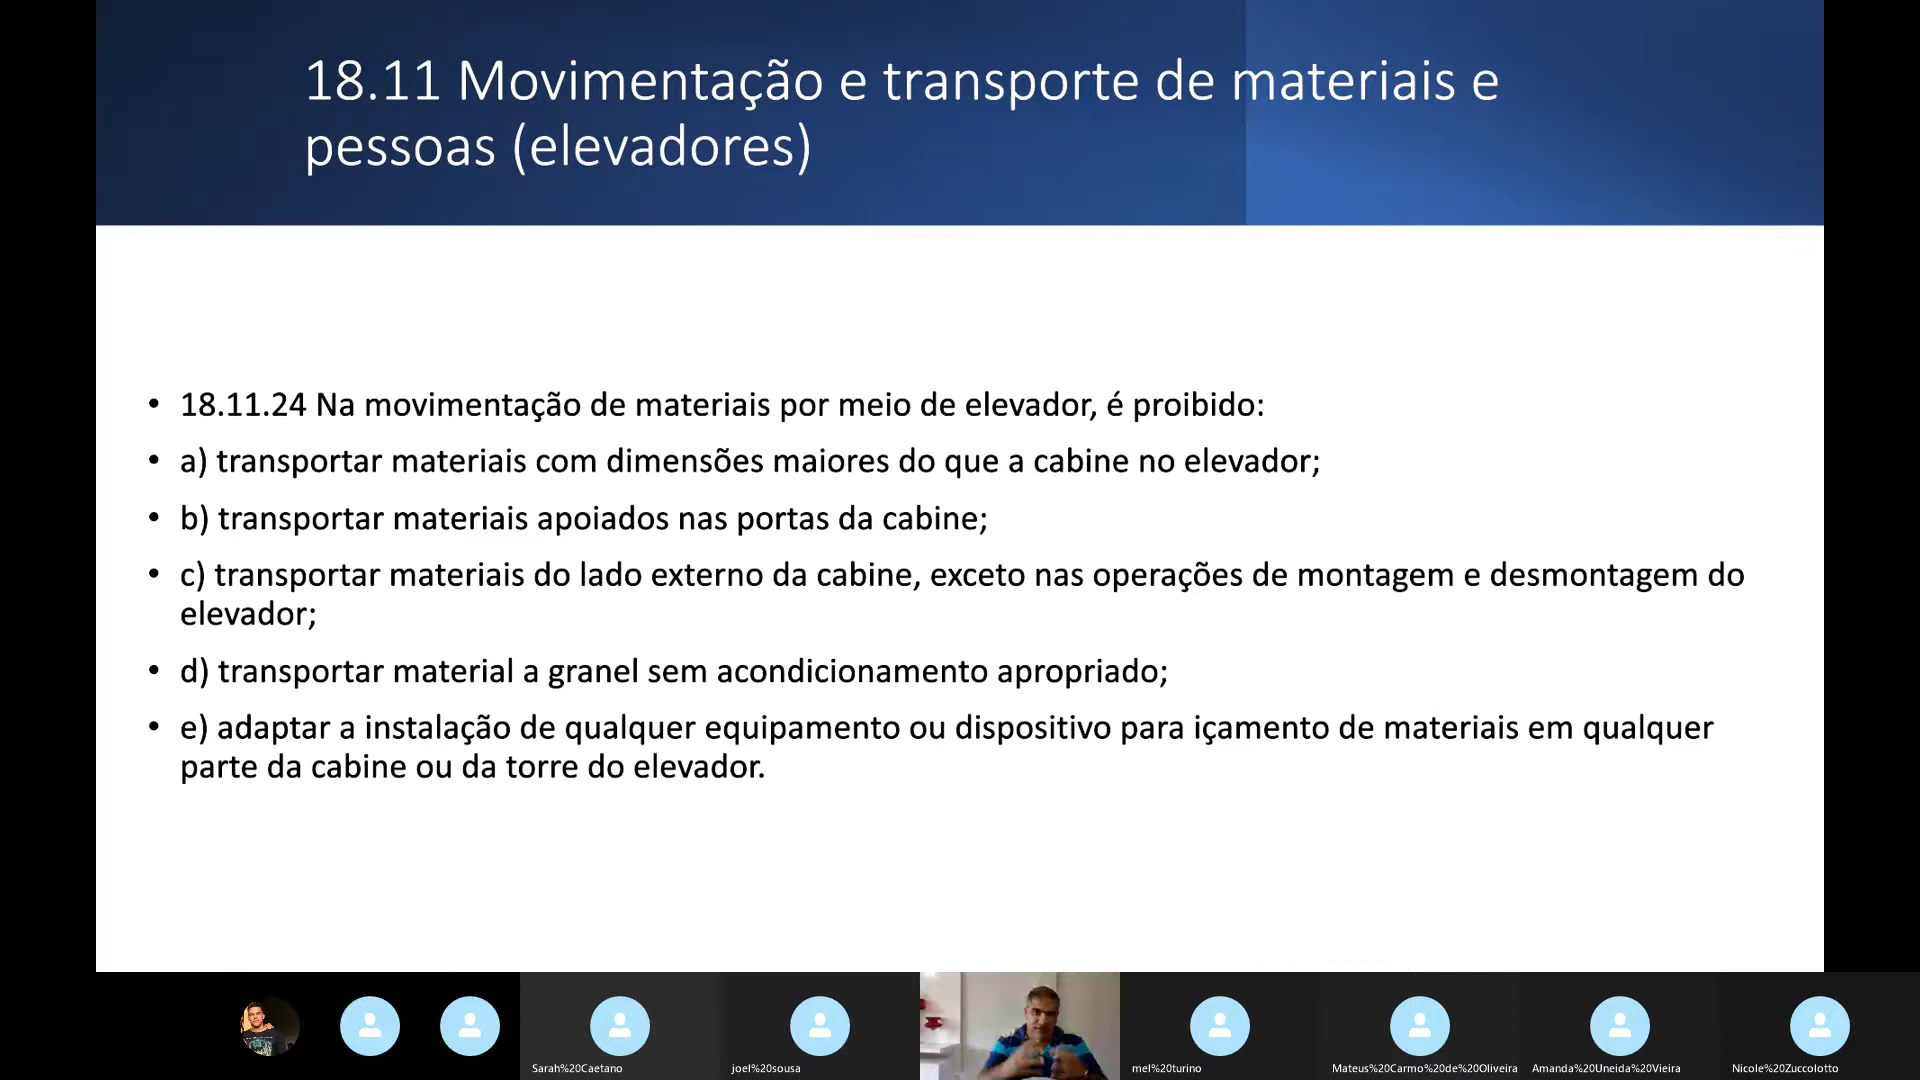 18.11 Movimentação e transporte de materiais e
pessoas (elevadores)
• 18.11.24 Na movimentação de materiais por meio de elevador, é proibido:
• a) transportar materiais com dimensões maiores do que a cabine no elevador;
• b) transportar materiais apoiados nas portas da cabine;
• c) transportar materiais do lado externo da cabine, exceto nas operações de montagem e desmontagem do
elevador;
• d) transportar material a granel sem acondicionamento apropriado;
• e) adaptar a instalação de qualquer equipamento ou dispositivo para içamento de materiais em qualquer
parte da cabine ou da torre do elevador.
Sarah%20Caetano
joel%20sousa
mel%20turino
Mateus%20Carmo%20de%20Oliveira
Amanda%20Uneida%20Vieira
Nicole%20Zuccolotto